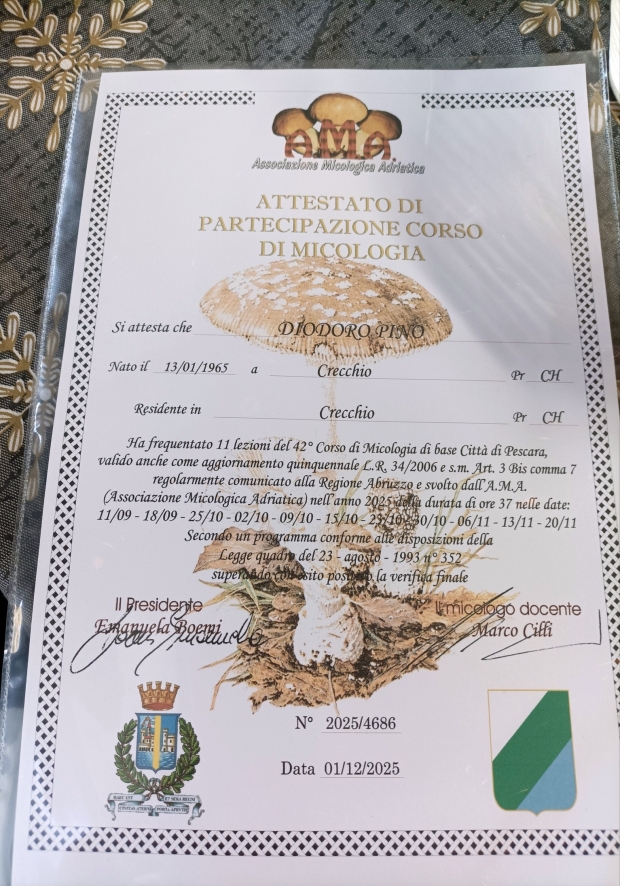 A.M.A.
Associazione Micologica Adriatica
ATTESTATO DI
PARTECIPAZIONE CORSO
DI MICOLOGIA
Si attesta che DIODORO PINO
Nato il 13/01/1965 a Crecchio Pr CH
Residente in Crecchio Pr CH
Ha frequentato 11 lezioni del 42° Corso di Micologia di base Città di Pescara,
valido anche come aggiornamento quinquennale L.R. 34/2006 e s.m. Art. 3 Bis comma 7
regolarmente comunicato alla Regione Abruzzo e svolto dall'A.M.A.
(Associazione Micologica Adriatica) nell'anno 2025 della durata di ore 37 nelle date:
11/09 - 18/09 - 25/10 - 02/10 - 09/10 - 15/10 - 23/10 - 30/10 - 06/11 - 13/11 - 20/11
Secondo un programma conforme alle disposizioni della
Legge quadro del 23 - agosto - 1993 n° 352
superando con esito positivo la verifica finale
Il Presidente
Emanuela Boemi
Il micologo docente
Marco Cilli
N° 2025/4686
Data 01/12/2025